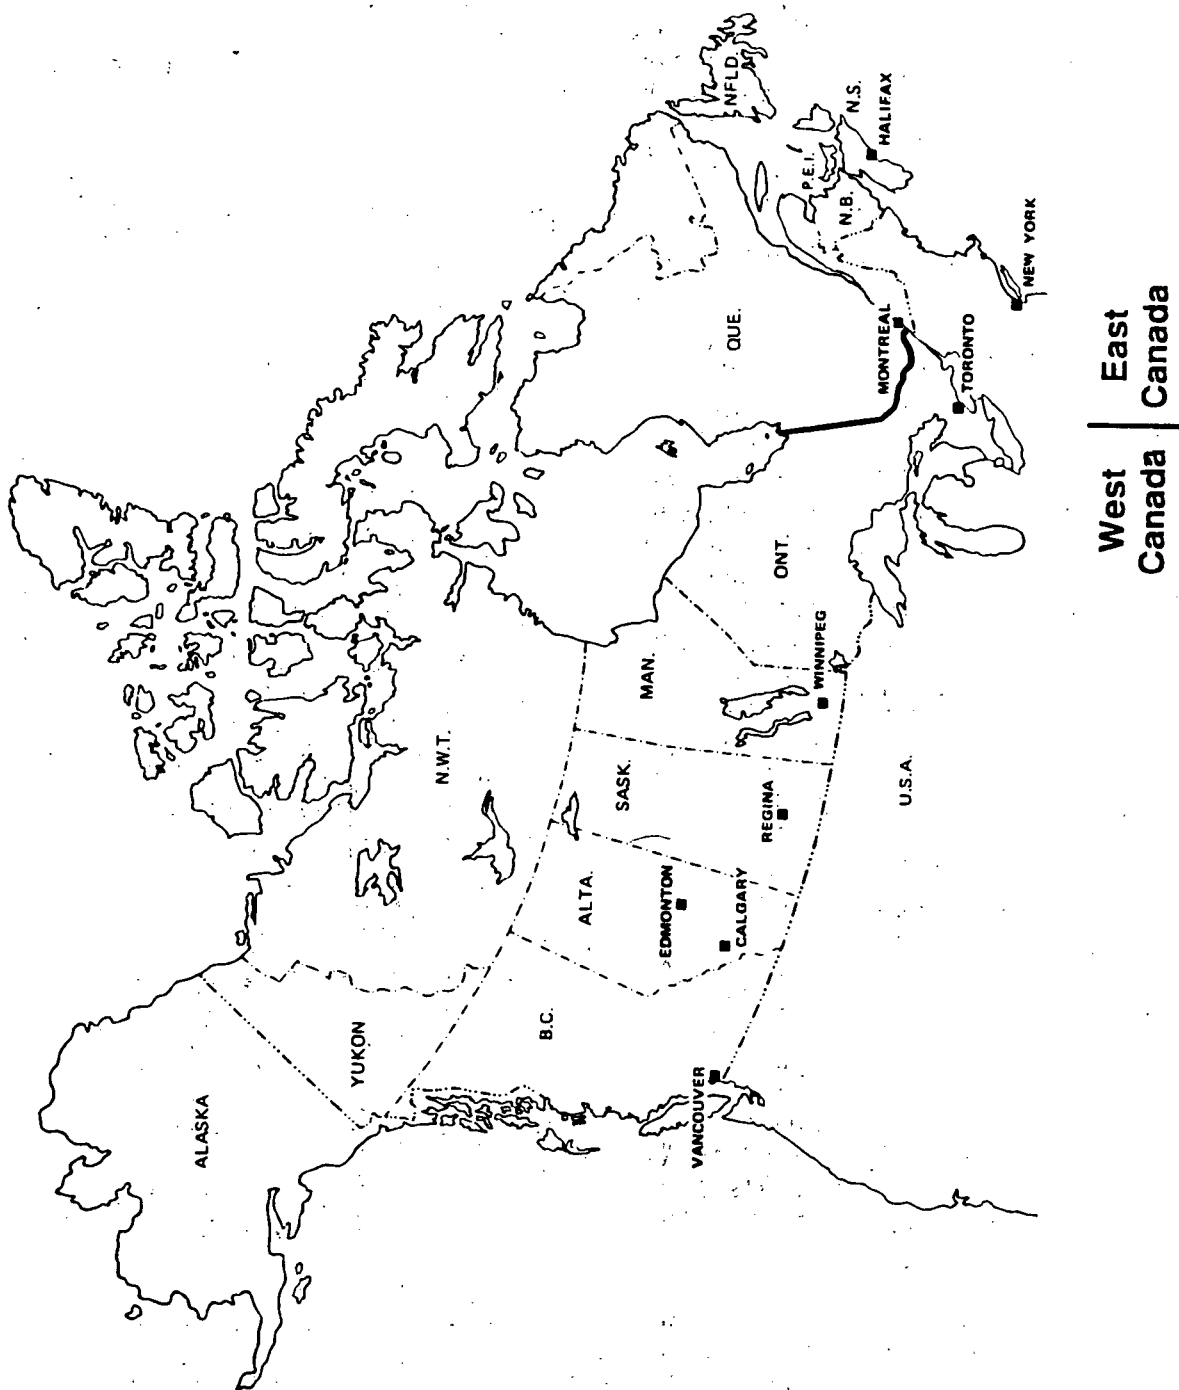 ALASKA
YUKON
N.W.T.
B.C.
ALTA.
SASK.
MAN.
ONT.
QUE.
NFLD.
P.E.I.
N.B.
N.S.
HALIFAX
EDMONTON
CALGARY
REGINA
WINNIPEG
VANCOUVER
MONTREAL
TORONTO
NEW YORK
U.S.A.
West
Canada
East
Canada